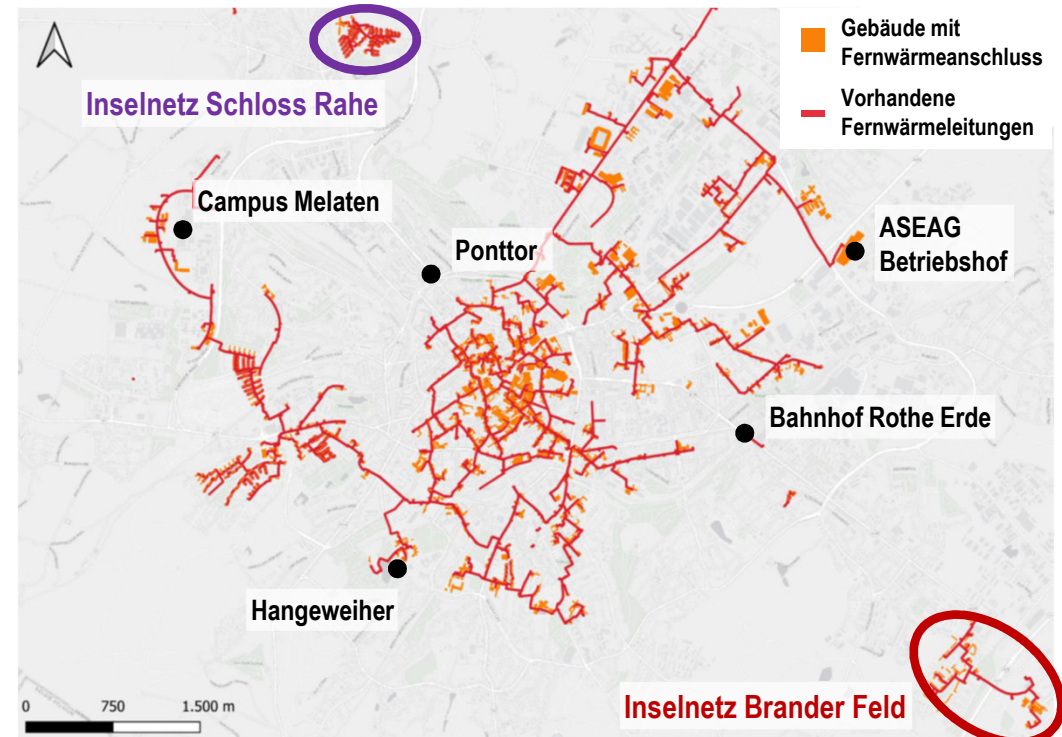 Gebäude mit
Fernwärmeanschluss
Vorhandene
Fernwärmeleitungen
Inselnetz Schloss Rahe
Campus Melaten
Ponttor
ASEAG
Betriebshof
Bahnhof Rothe Erde
Hangeweiher
Inselnetz Brander Feld
0 750 1.500 m